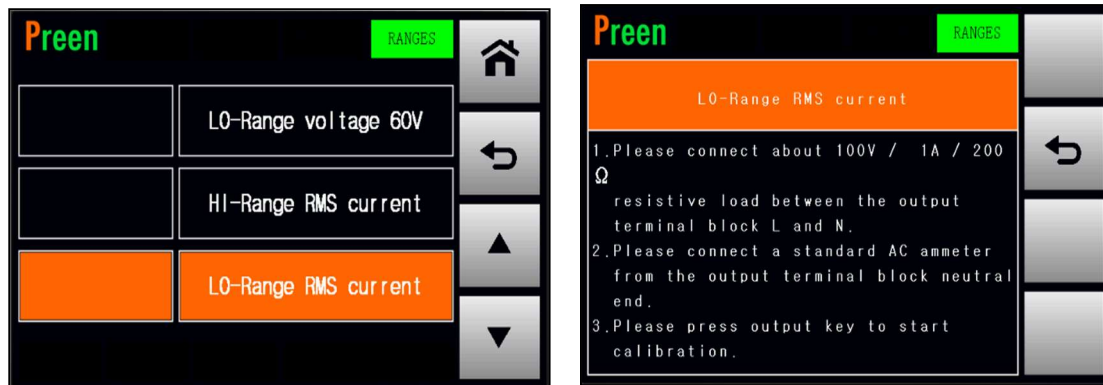 Preen
RANGES
LO-Range voltage 60V
HI-Range RMS current
LO-Range RMS current
Preen
RANGES
LO-Range RMS current
1.Please connect about 100V / 1A / 200
Ω
resistive load between the output
terminal block L and N.
2.Please connect a standard AC ammeter
from the output terminal block neutral
end.
3.Please press output key to start
calibration.